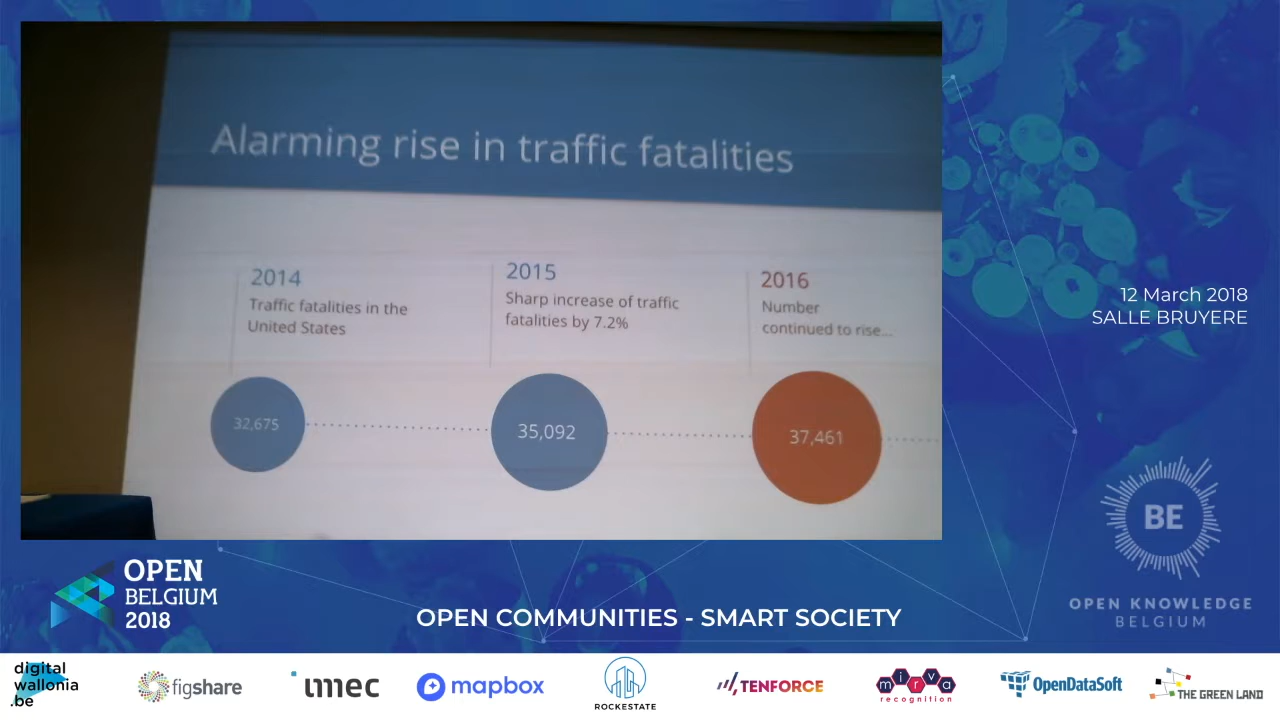 Alarming rise in traffic fatalities
2014
Traffic fatalities in the
United States
2015
Sharp increase of traffic
fatalities by 7.2%
2016
Number
continued to rise...
32,675
35,092
37,461
12 March 2018
SALLE BRUYERE
BE
OPEN KNOWLEDGE
BELGIUM
OPEN
BELGIUM
2018
OPEN COMMUNITIES - SMART SOCIETY
digital
wallonia
.be
figshare
imec
mapbox
ROCKESTATE
TENFORCE
mirva
recognition
OpenDataSoft
THE GREEN LAND